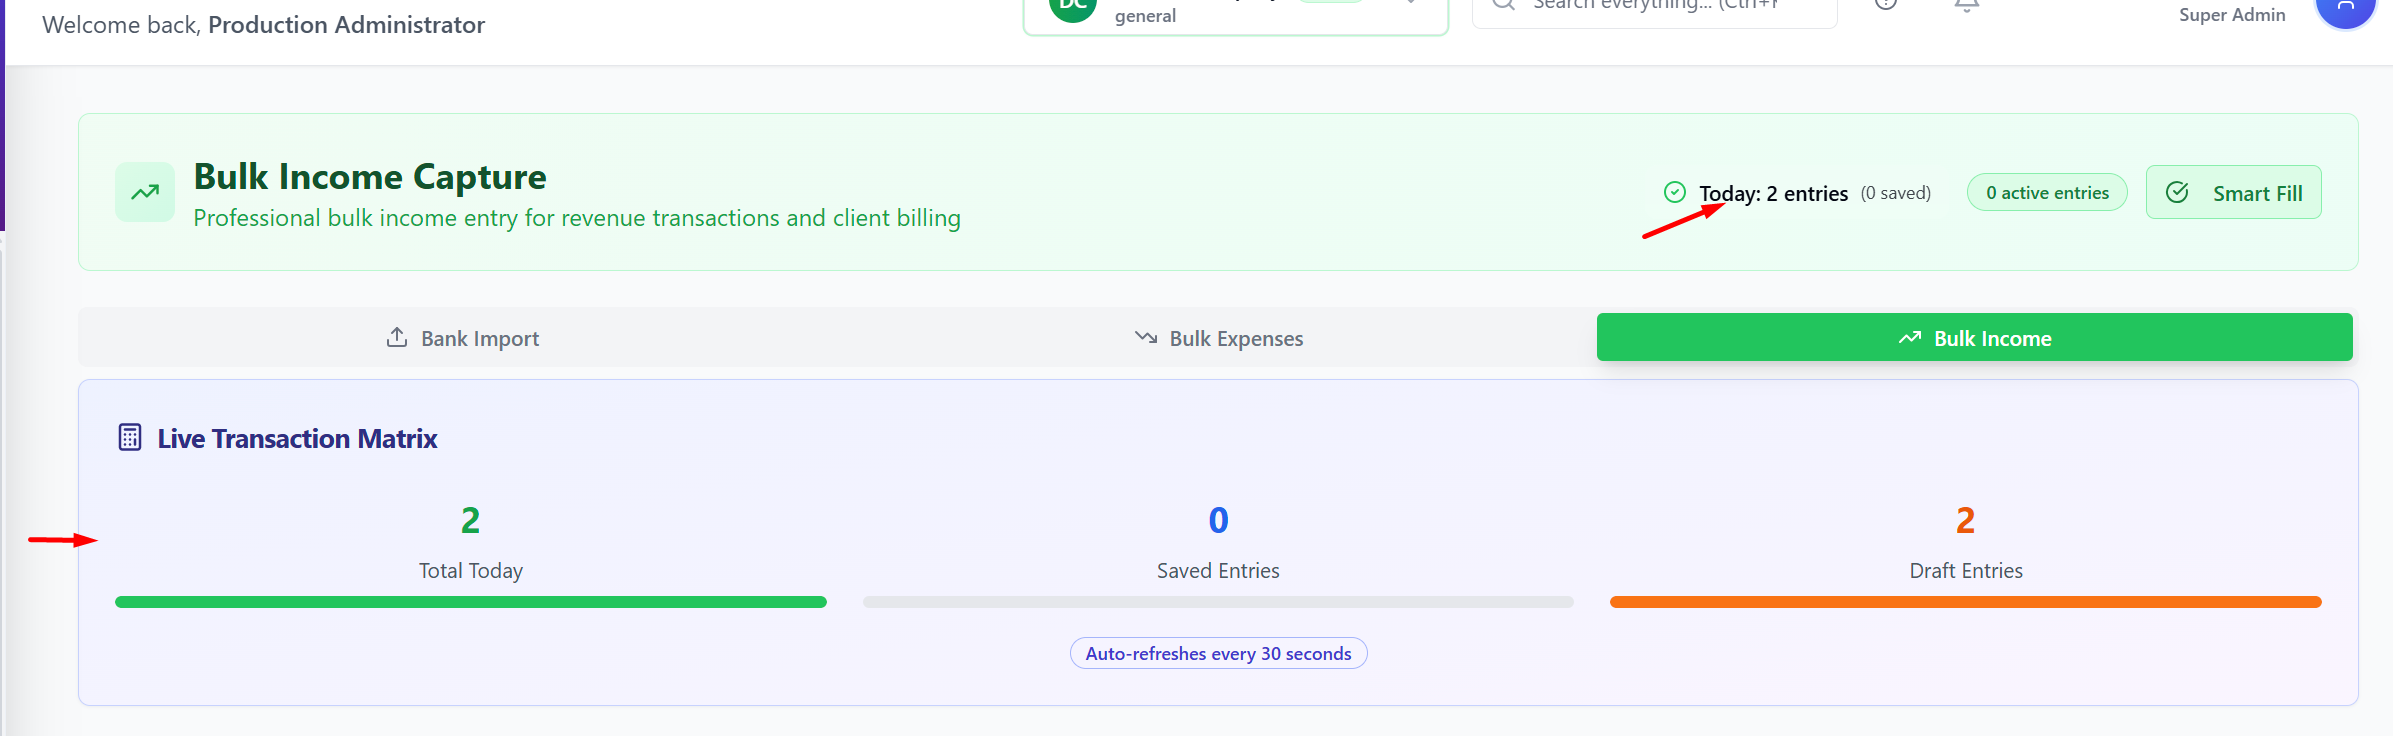 Welcome back, Production Administrator
DC
general
Search everything...
Super Admin
Bulk Income Capture
Professional bulk income entry for revenue transactions and client billing
Today: 2 entries (0 saved)
0 active entries
Smart Fill
Bank Import
Bulk Expenses
Bulk Income
Live Transaction Matrix
2
Total Today
0
Saved Entries
2
Draft Entries
Auto-refreshes every 30 seconds